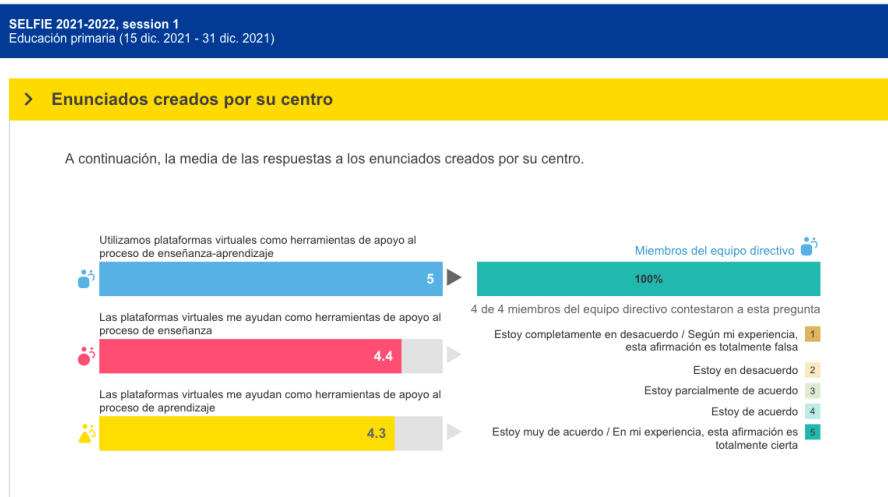 SELFIE 2021-2022, session 1
Educación primaria (15 dic. 2021 - 31 dic. 2021)
Enunciados creados por su centro
A continuación, la media de las respuestas a los enunciados creados por su centro.
Utilizamos plataformas virtuales como herramientas de apoyo al
proceso de enseñanza-aprendizaje
5
Las plataformas virtuales me ayudan como herramientas de apoyo al
proceso de enseñanza
4.4
Las plataformas virtuales me ayudan como herramientas de apoyo al
proceso de aprendizaje
4.3
Miembros del equipo directivo
100%
4 de 4 miembros del equipo directivo contestaron a esta pregunta
Estoy completamente en desacuerdo / Según mi experiencia, 1
esta afirmación es totalmente falsa
Estoy en desacuerdo 2
Estoy parcialmente de acuerdo 3
Estoy de acuerdo 4
Estoy muy de acuerdo / En mi experiencia, esta afirmación es 5
totalmente cierta